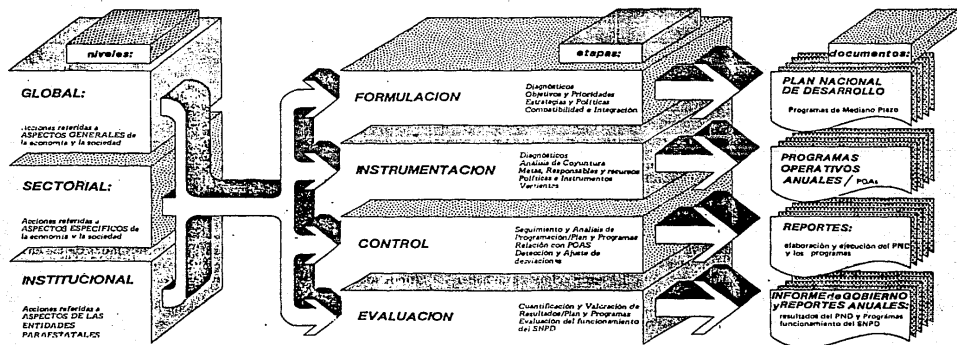 niveles:
GLOBAL:
Acciones referidas a
ASPECTOS GENERALES de
la economía y la sociedad
SECTORIAL:
Acciones referidas a
ASPECTOS ESPECIFICOS de
la economía y la sociedad
INSTITUCIONAL
Acciones referidas a
ASPECTOS DE LAS
ENTIDADES
PARAESTATALES
etapas:
FORMULACION
Diagnósticos
Objetivos y Prioridades
Estrategias y Políticas
Compatibilidad e Integración
INSTRUMENTACION
Diagnósticos
Análisis de Coyuntura
Metas, Responsables y recursos
Políticas e Instrumentos
Vertientes
CONTROL
Seguimiento y Análisis de
Programación/Plan y Programas
Relación con POAS
Detección y Ajuste de
desviaciones
EVALUACION
Cuantificación y Valoración de
Resultados/Plan y Programas
Evaluación del funcionamiento
del SNPD
documentos:
PLAN NACIONAL
DE DESARROLLO
Programas de Mediano Plazo
PROGRAMAS
OPERATIVOS
ANUALES / POAs
REPORTES:
elaboración y ejecución del PND
y los programas
INFORME de GOBIERNO
y REPORTES ANUALES:
resultados del PND y Programas
funcionamiento del SNPD